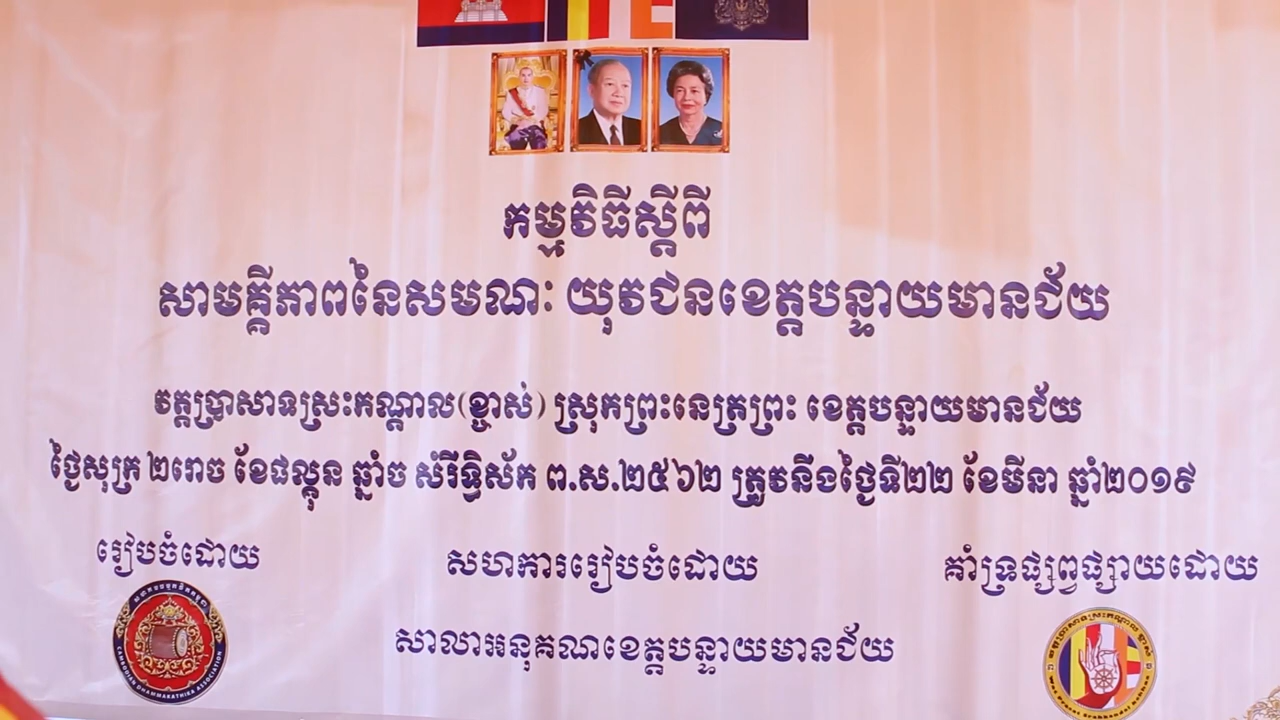 កម្មវិធីស្តីពី
សាមគ្គីភាពនៃសមណៈ យុវជនខេត្តបន្ទាយមានជ័យ
វត្តប្រាសាទស្រះកណ្តាល(ខ្ចាស់) ស្រុកព្រះនេត្រព្រះ ខេត្តបន្ទាយមានជ័យ
ថ្ងៃសុក្រ ២រោច ខែផល្គុន ឆ្នាំច សំរឹទ្ធិស័ក ព.ស.២៥៦២ ត្រូវនឹងថ្ងៃទី២២ ខែមីនា ឆ្នាំ២០១៩
រៀបចំដោយ
សហការរៀបចំដោយ
គាំទ្រផ្សព្វផ្សាយដោយ
CAMBODIAN DHAMMAKATHIKA ASSOCIATION
សាលាអនុគណខេត្តបន្ទាយមានជ័យ